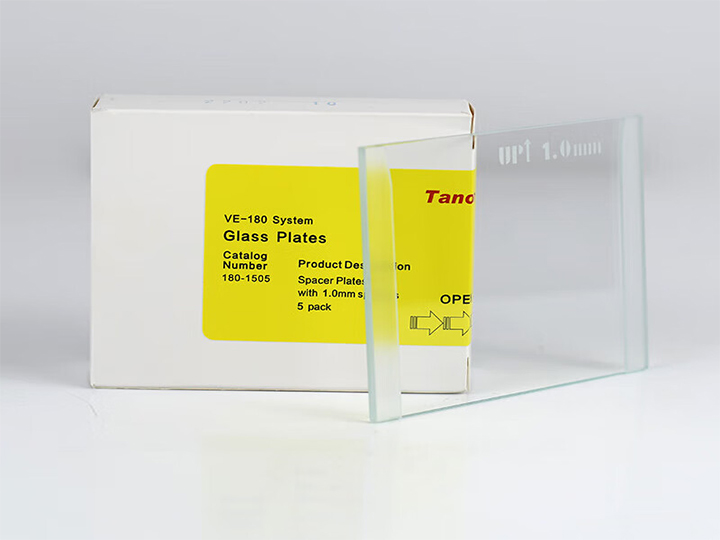 UP↑ 1.0mm
Tano
VE-180 System
Glass Plates
Catalog
Number
180-1505
Product Des
Spacer Plates
with 1.0mm
5 pack
OPE